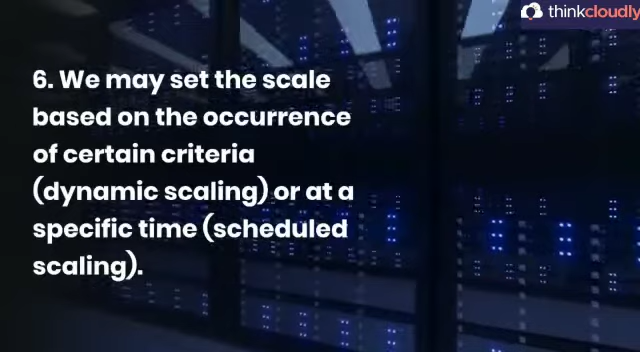 thinkcloudly
6. We may set the scale
based on the occurrence
of certain criteria
(dynamic scaling) or at a
specific time (scheduled
scaling).